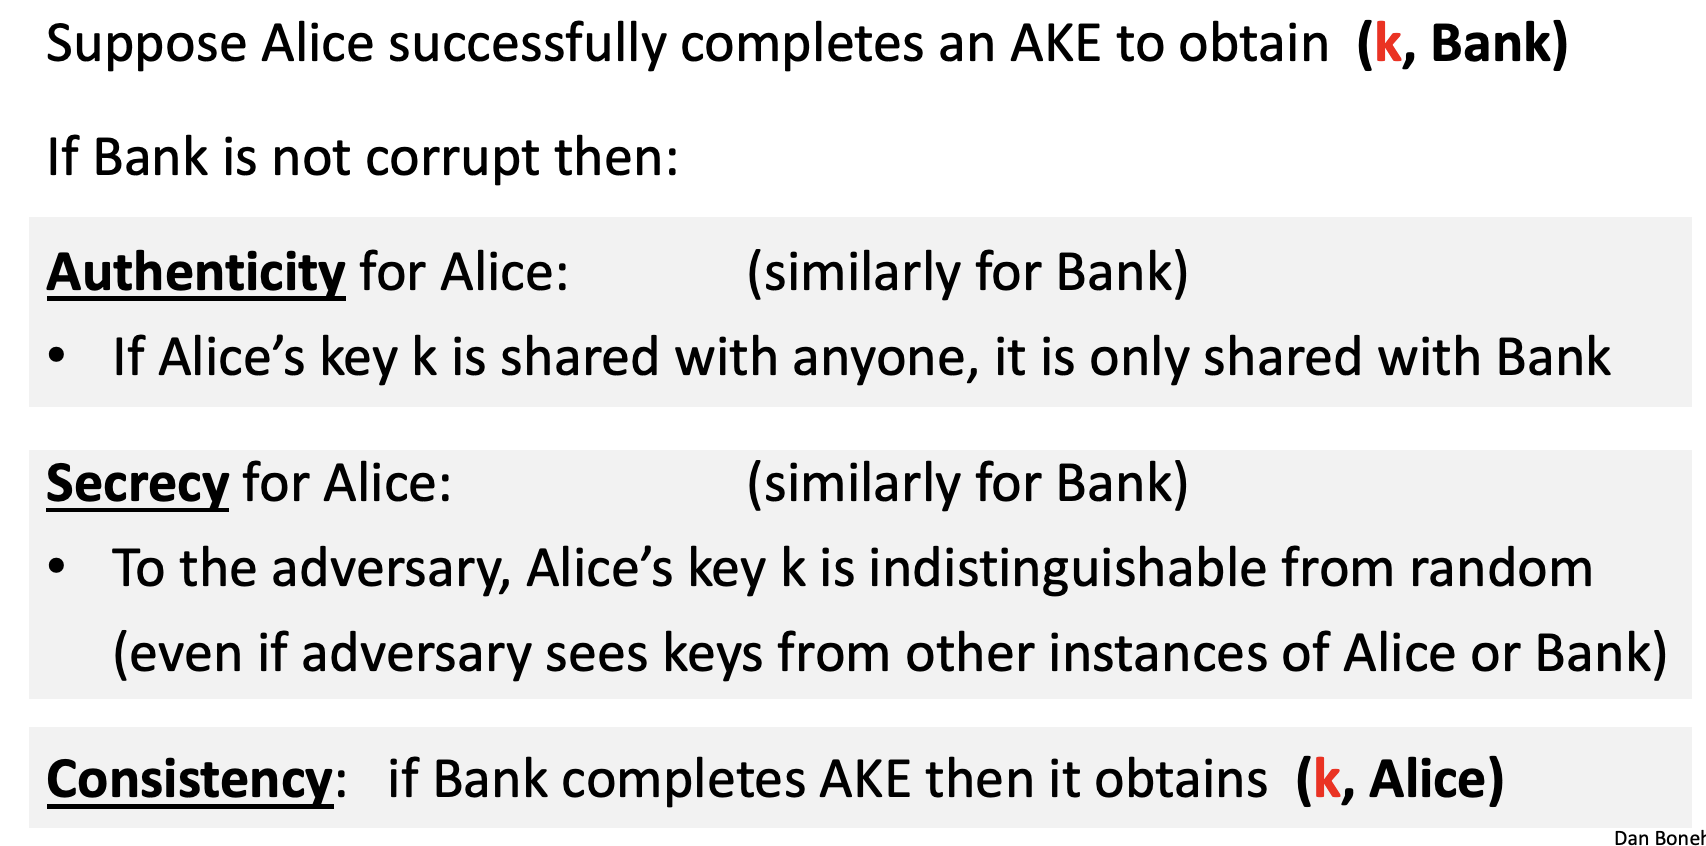 Suppose Alice successfully completes an AKE to obtain (k, Bank)
If Bank is not corrupt then:
Authenticity for Alice: (similarly for Bank)
• If Alice’s key k is shared with anyone, it is only shared with Bank
Secrecy for Alice: (similarly for Bank)
• To the adversary, Alice’s key k is indistinguishable from random
(even if adversary sees keys from other instances of Alice or Bank)
Consistency: if Bank completes AKE then it obtains (k, Alice)
Dan Boneh